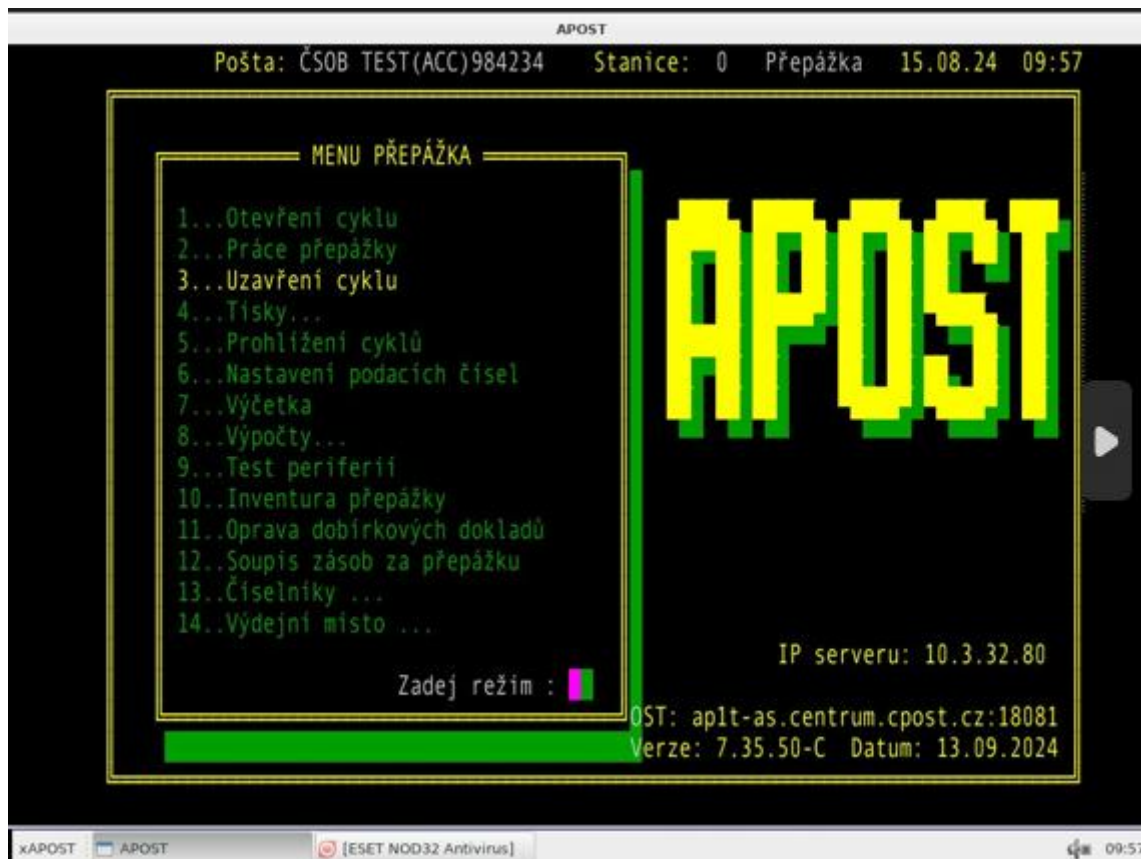 APOST
Pošta: ČSOB TEST(ACC)984234 Stanice: 0 Přepážka 15.08.24 09:57
MENU PŘEPÁŽKA
1...Otevření cyklu
2...Práce přepážky
3...Uzavření cyklu
4...Tisky...
5...Prohlížení cyklů
6...Nastavení podacích čísel
7...Výčetka
8...Výpočty...
9...Test periferií
10..Inventura přepážky
11..Oprava dobírkových dokladů
12..Soupis zásob za přepážku
13..Číselníky ...
14..Výdejní místo ...
Zadej režim :
APOST
IP serveru: 10.3.32.80
OST: ap1t-as.centrum.cpost.cz:18081
Verze: 7.35.50-C Datum: 13.09.2024
xAPOST APOST [ESET NOD32 Antivirus] 09:57